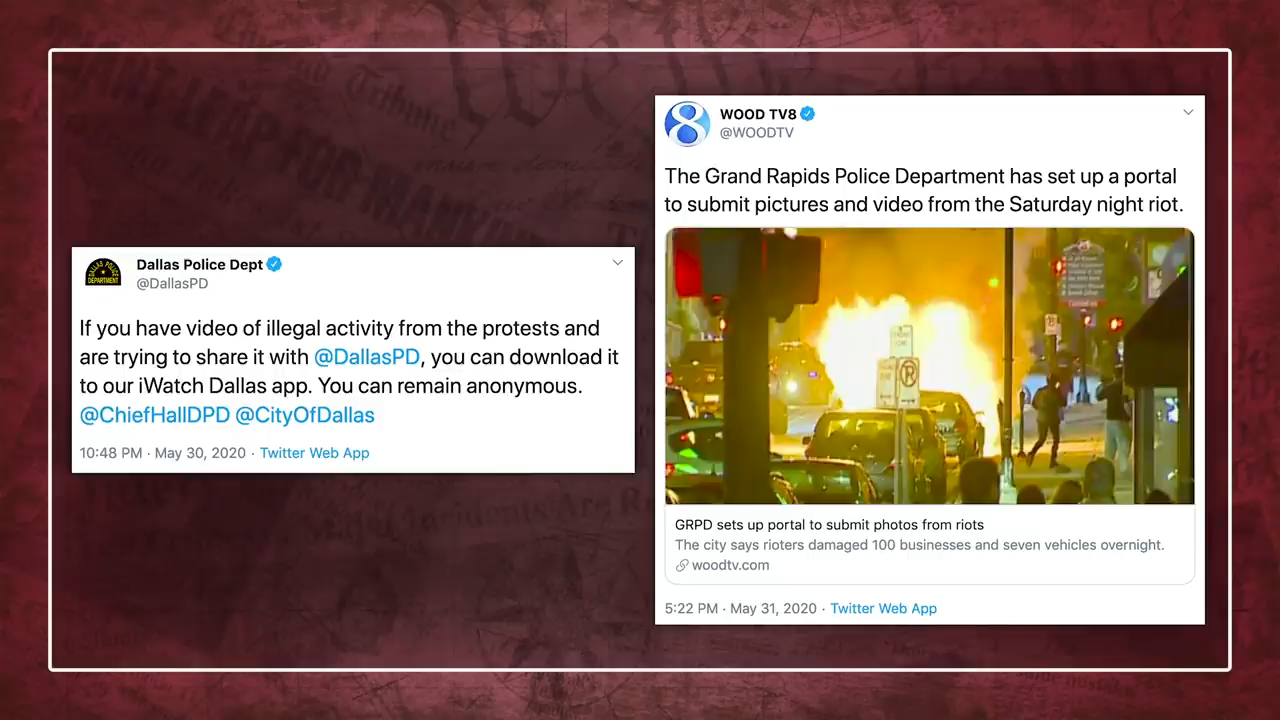 Dallas Police Dept
@DallasPD
If you have video of illegal activity from the protests and
are trying to share it with @DallasPD, you can download it
to our iWatch Dallas app. You can remain anonymous.
@ChiefHallDPD @CityOfDallas
10:48 PM · May 30, 2020 · Twitter Web App
WOOD TV8
@WOODTV
The Grand Rapids Police Department has set up a portal
to submit pictures and video from the Saturday night riot.
GRPD sets up portal to submit photos from riots
The city says rioters damaged 100 businesses and seven vehicles overnight.
woodtv.com
5:22 PM · May 31, 2020 · Twitter Web App